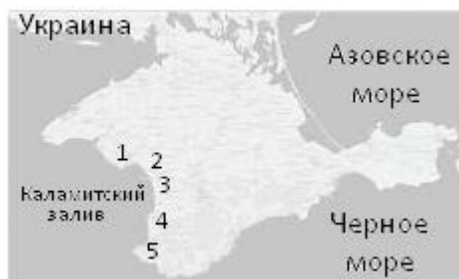 Украина
Азовское
море
1
2
3
Каламитский
залив
4
5
Черное
море